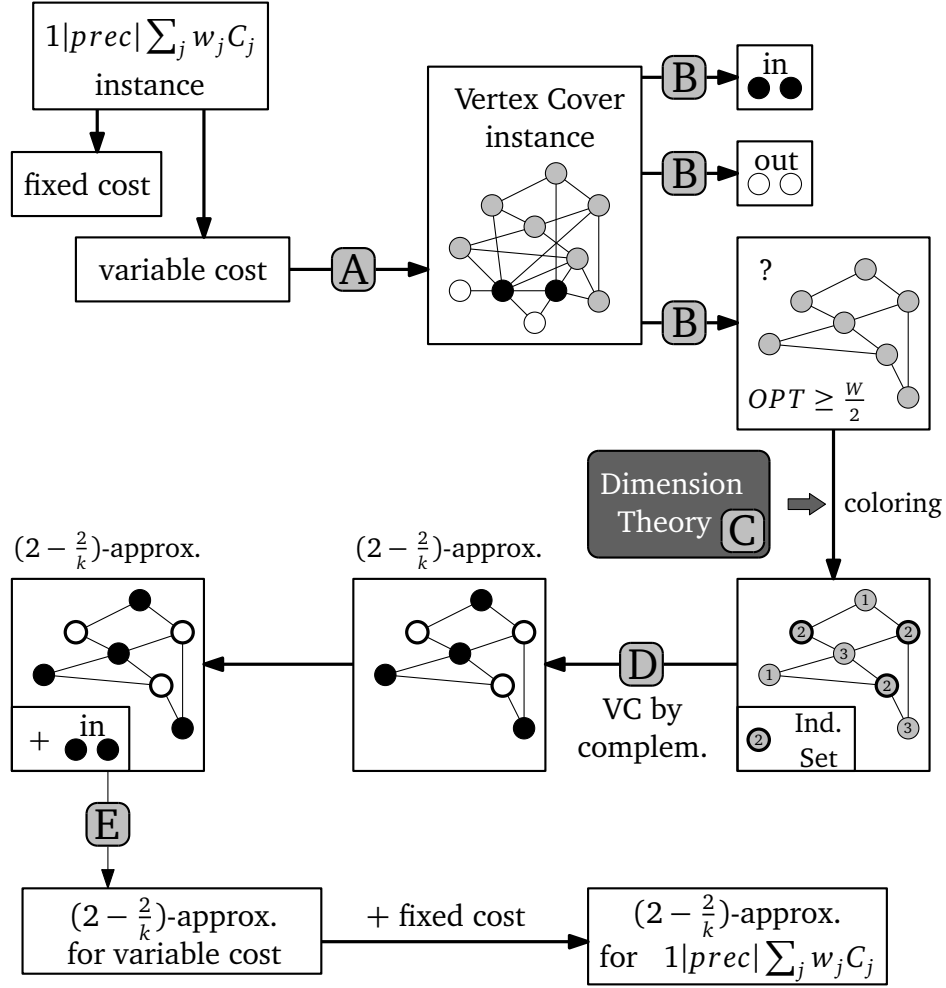 1|prec| ∑_j w_j C_j
instance
fixed cost
variable cost
A
Vertex Cover
instance
B
in
B
out
B
?
OPT ≥ W/2
Dimension
Theory C
coloring
(2 − 2/k)-approx.
(2 − 2/k)-approx.
1
2
2
3
1
2
3
2
Ind.
Set
D
VC by
complem.
+ in
E
(2 − 2/k)-approx.
for variable cost
+ fixed cost
(2 − 2/k)-approx.
for 1|prec| ∑_j w_j C_j